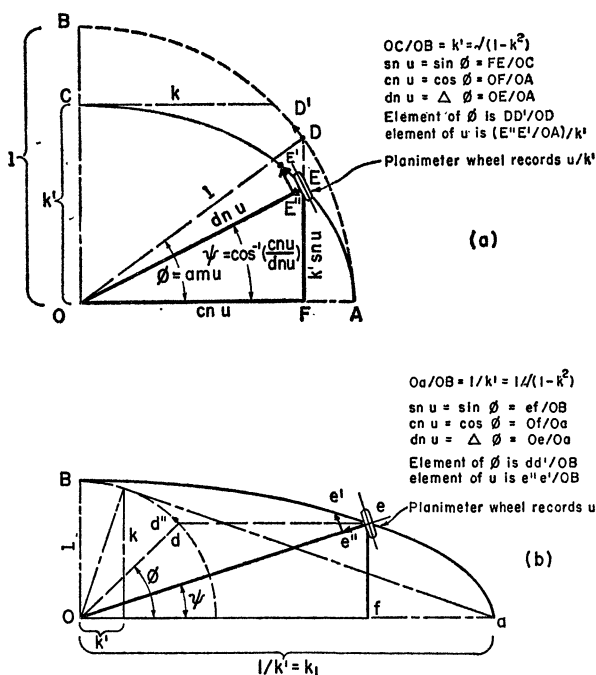 B
C
k
D'
D
E'
E
E"
1
k'
1
dn u
ψ =cos⁻¹(cnu/dnu)
Ø = amu
k' sn u
O
cn u
F
A
OC/OB = k' = √(1-k²)
sn u = sin Ø = FE/OC
cn u = cos Ø = OF/OA
dn u = △ Ø = OE/OA
Element of Ø is DD'/OD
element of u is (E"E'/OA)/k'
Planimeter wheel records u/k'
(a)
Oa/OB = 1/k' = 1/√(1-k²)
sn u = sin Ø = ef/OB
cn u = cos Ø = Of/Oa
dn u = △ Ø = Oe/Oa
Element of Ø is dd'/OB
element of u is e"e'/OB
Planimeter wheel records u
(b)
B
d"
d
e'
e
e"
k
1
Ø
ψ
O
f
a
k'
1/k' = k₁